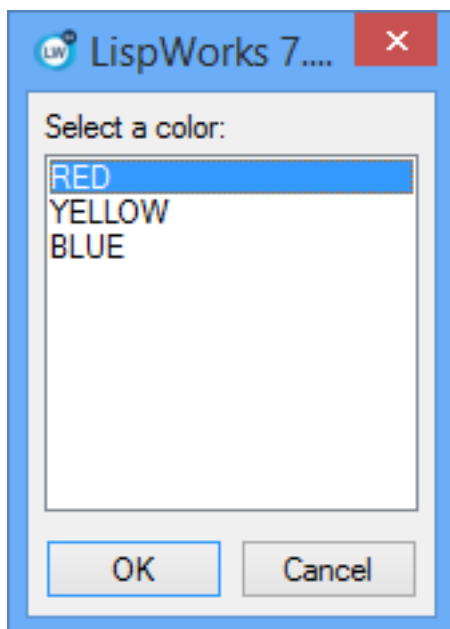 LispWorks 7....
Select a color:
RED
YELLOW
BLUE
OK
Cancel